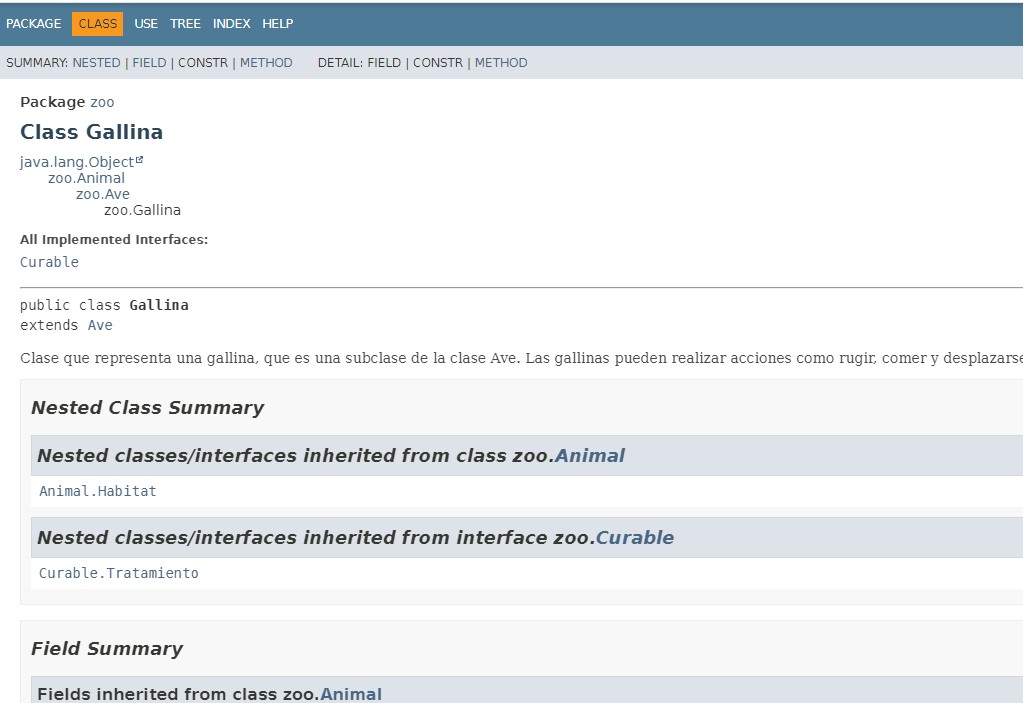 PACKAGE CLASS USE TREE INDEX HELP
SUMMARY: NESTED | FIELD | CONSTR | METHOD DETAIL: FIELD | CONSTR | METHOD
Package zoo
Class Gallina
java.lang.Object
zoo.Animal
zoo.Ave
zoo.Gallina
All Implemented Interfaces:
Curable
public class Gallina
extends Ave
Clase que representa una gallina, que es una subclase de la clase Ave. Las gallinas pueden realizar acciones como rugir, comer y desplazarse
Nested Class Summary
Nested classes/interfaces inherited from class zoo.Animal
Animal.Habitat
Nested classes/interfaces inherited from interface zoo.Curable
Curable.Tratamiento
Field Summary
Fields inherited from class zoo.Animal